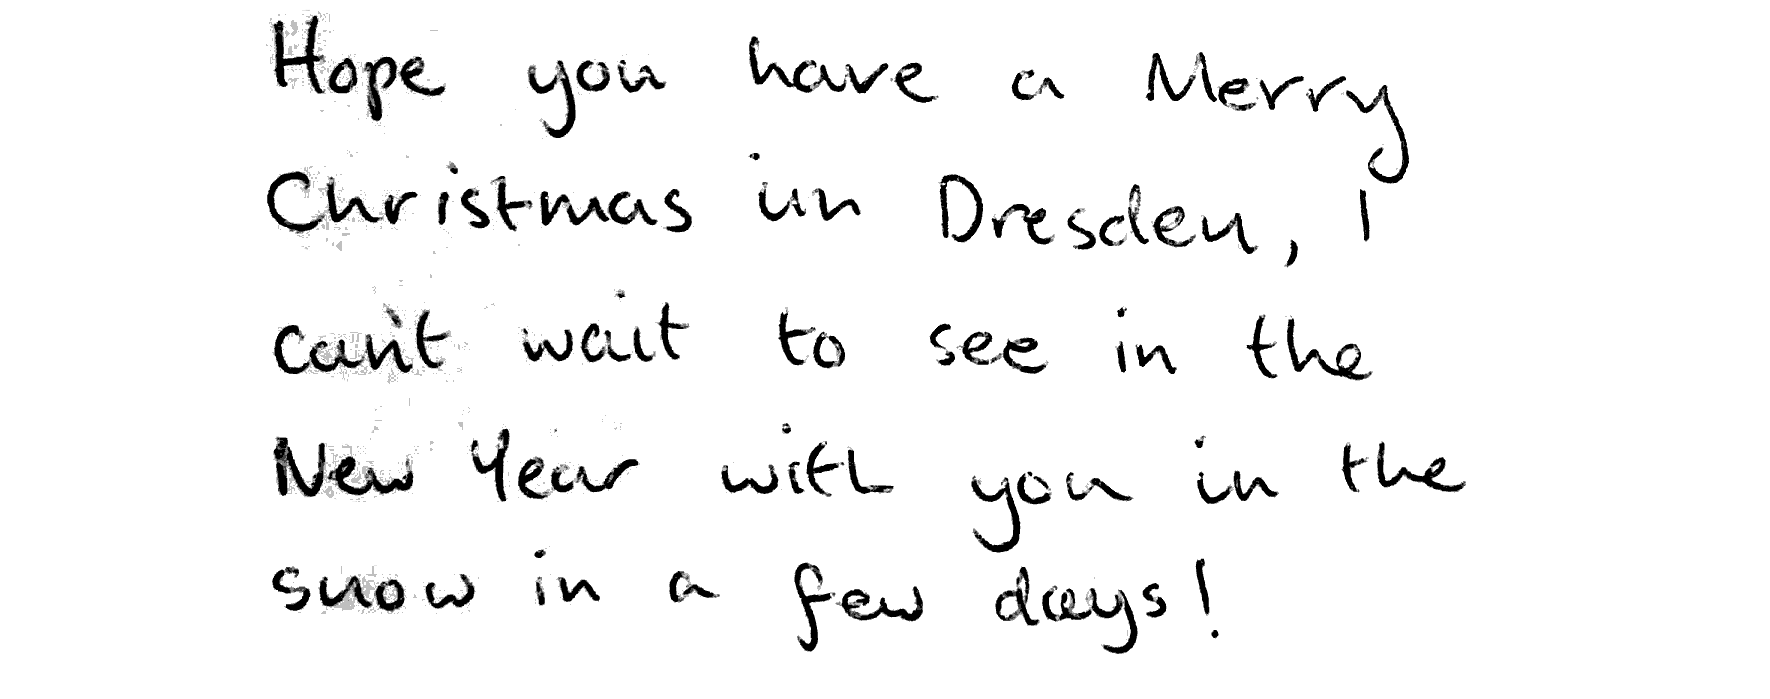 Hope you have a Merry
Christmas in Dresden, I
can't wait to see in the
New Year with you in the
snow in a few days!